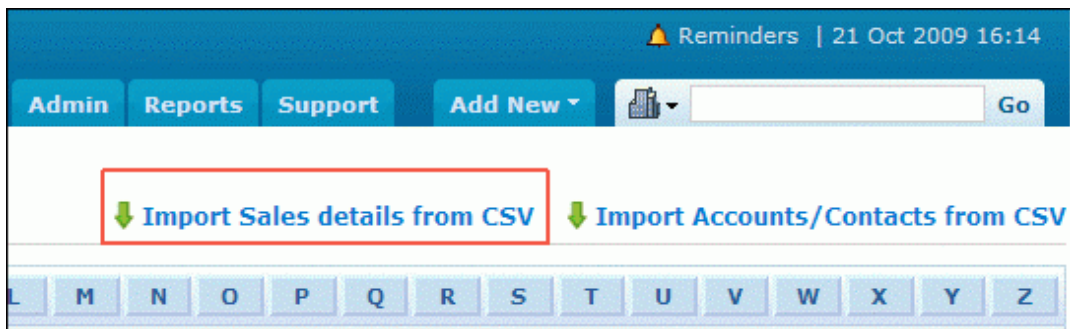 Reminders | 21 Oct 2009 16:14
Admin Reports Support Add New Go
Import Sales details from CSV Import Accounts/Contacts from CSV
L M N O P Q R S T U V W X Y Z